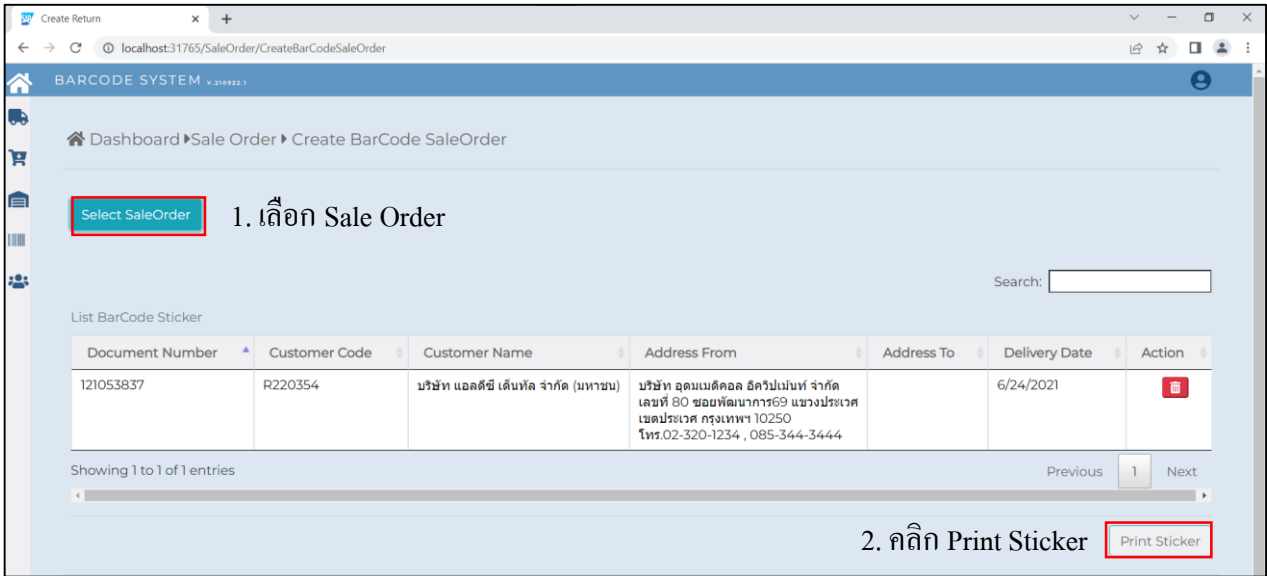 SAP Create Return
localhost:31765/SaleOrder/CreateBarCodeSaleOrder
BARCODE SYSTEM V.210922.1
Dashboard Sale Order Create BarCode SaleOrder
Select SaleOrder 1. เลือก Sale Order
Search:
List BarCode Sticker
Document Number Customer Code Customer Name Address From Address To Delivery Date Action
121053837 R220354 บริษัท แอลดีซี เด็นทัล จำกัด (มหาชน) บริษัท อุดมเมดิคอล อิควิปเม้นท์ จำกัด 6/24/2021
เลขที่ 80 ซอยพัฒนาการ69 แขวงประเวศ
เขตประเวศ กรุงเทพฯ 10250
โทร.02-320-1234 , 085-344-3444
Showing 1 to 1 of 1 entries Previous 1 Next
2. คลิก Print Sticker Print Sticker